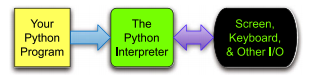 Your
Python
Program
The
Python
Interpreter
Screen,
Keyboard,
& Other I/O